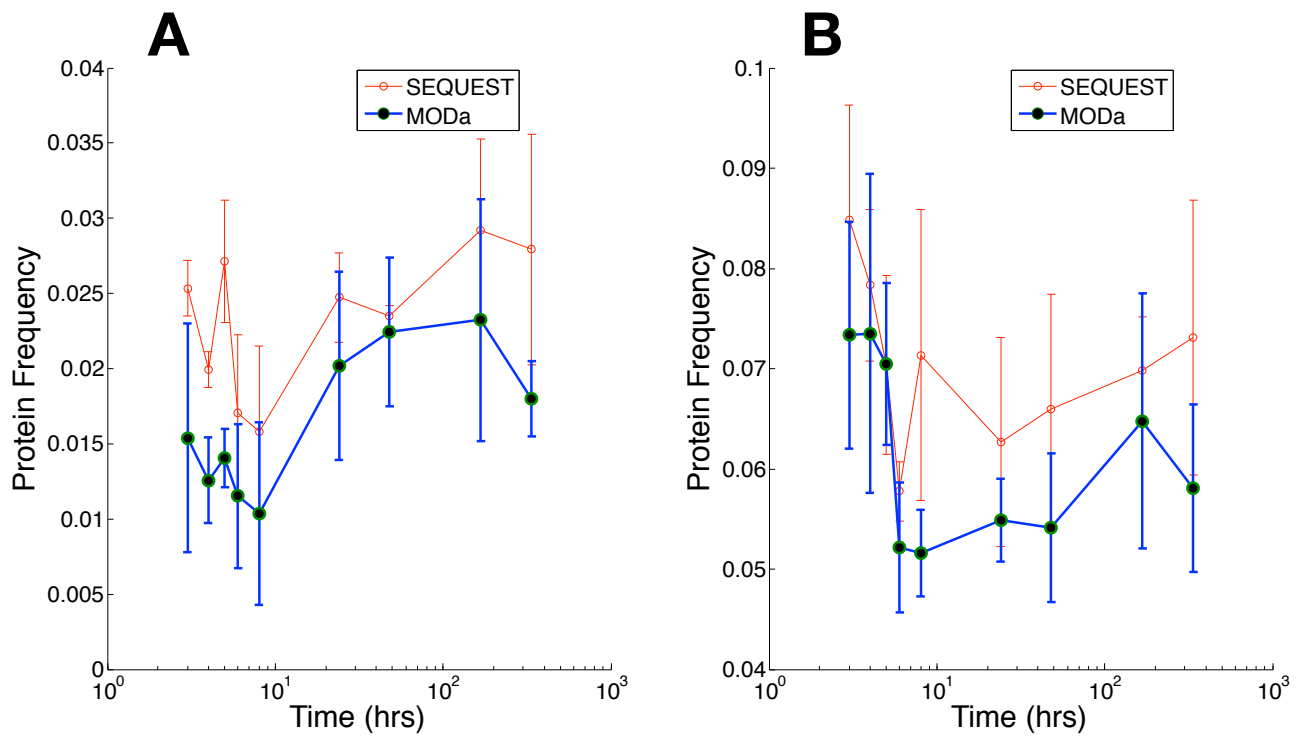 A
0.04
0.035
0.03
0.025
0.02
0.015
0.01
0.005
0
10^0
10^1
10^2
10^3
Protein Frequency
Time (hrs)
SEQUEST
MODa
B
0.1
0.09
0.08
0.07
0.06
0.05
0.04
10^0
10^1
10^2
10^3
Protein Frequency
Time (hrs)
SEQUEST
MODa